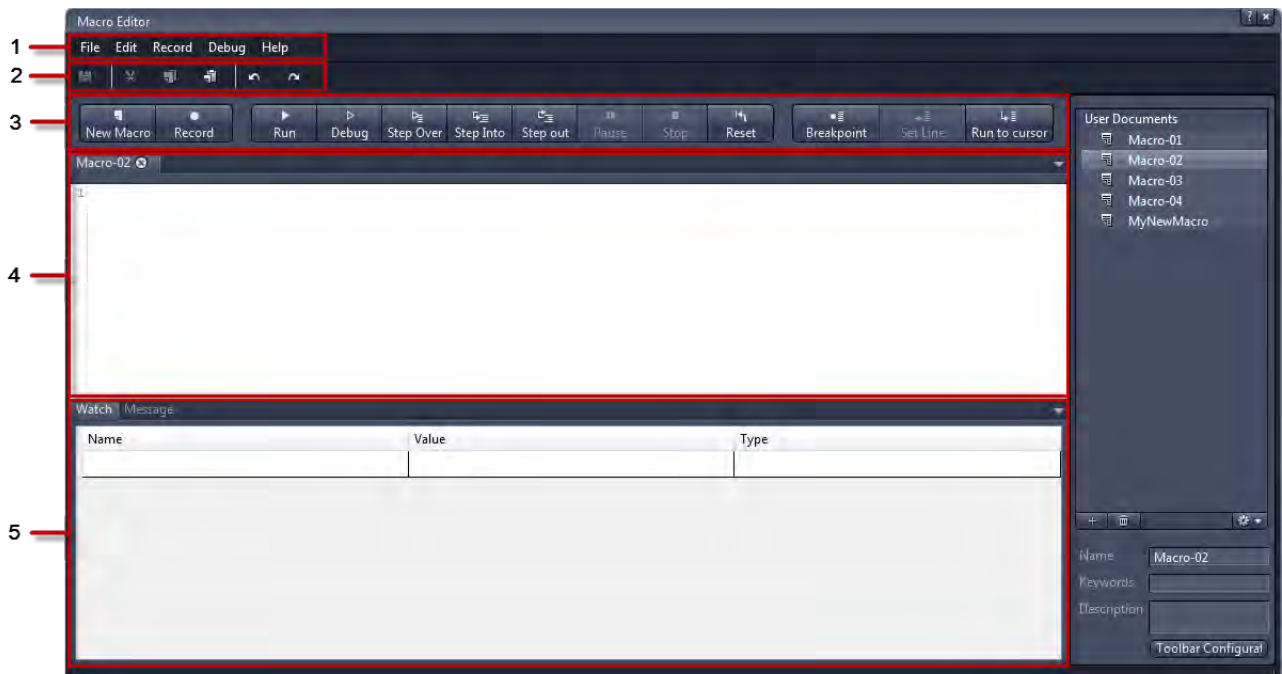 Macro Editor
? ×
1 File Edit Record Debug Help
2
3 New Macro Record Run Debug Step Over Step Into Step out Pause Stop Reset Breakpoint Set Line Run to cursor
User Documents
Macro-01
Macro-02
Macro-03
Macro-04
MyNewMacro
Macro-02
1
4
Watch Message
Name Value Type
5
Name Macro-02
Keywords
Description
Toolbar Configurat